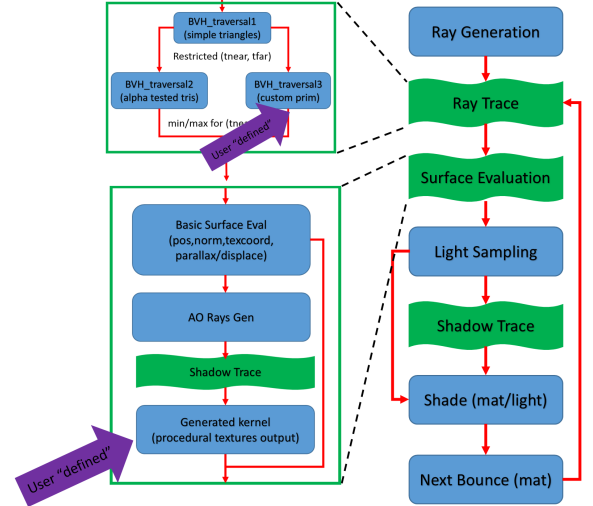 BVH_traversal1
(simple triangles)
Restricted (tnear, tfar)
BVH_traversal2
(alpha tested tris)
BVH_traversal3
(custom prim)
min/max for (tnea
User "defined"
Basic Surface Eval
(pos,norm,texcoord,
parallax/displace)
AO Rays Gen
Shadow Trace
Generated kernel
(procedural textures output)
User "defined"
Ray Generation
Ray Trace
Surface Evaluation
Light Sampling
Shadow Trace
Shade (mat/light)
Next Bounce (mat)